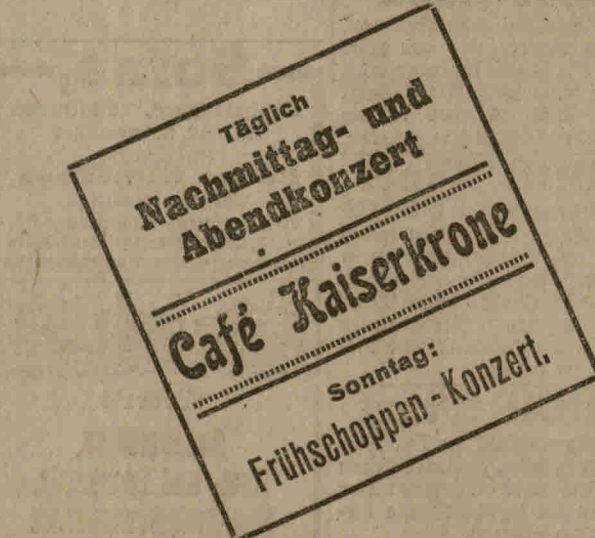 Täglich
Nachmittag- und
Abendkonzert
Café Kaiserkrone
Sonntag:
Frühschoppen-Konzert.